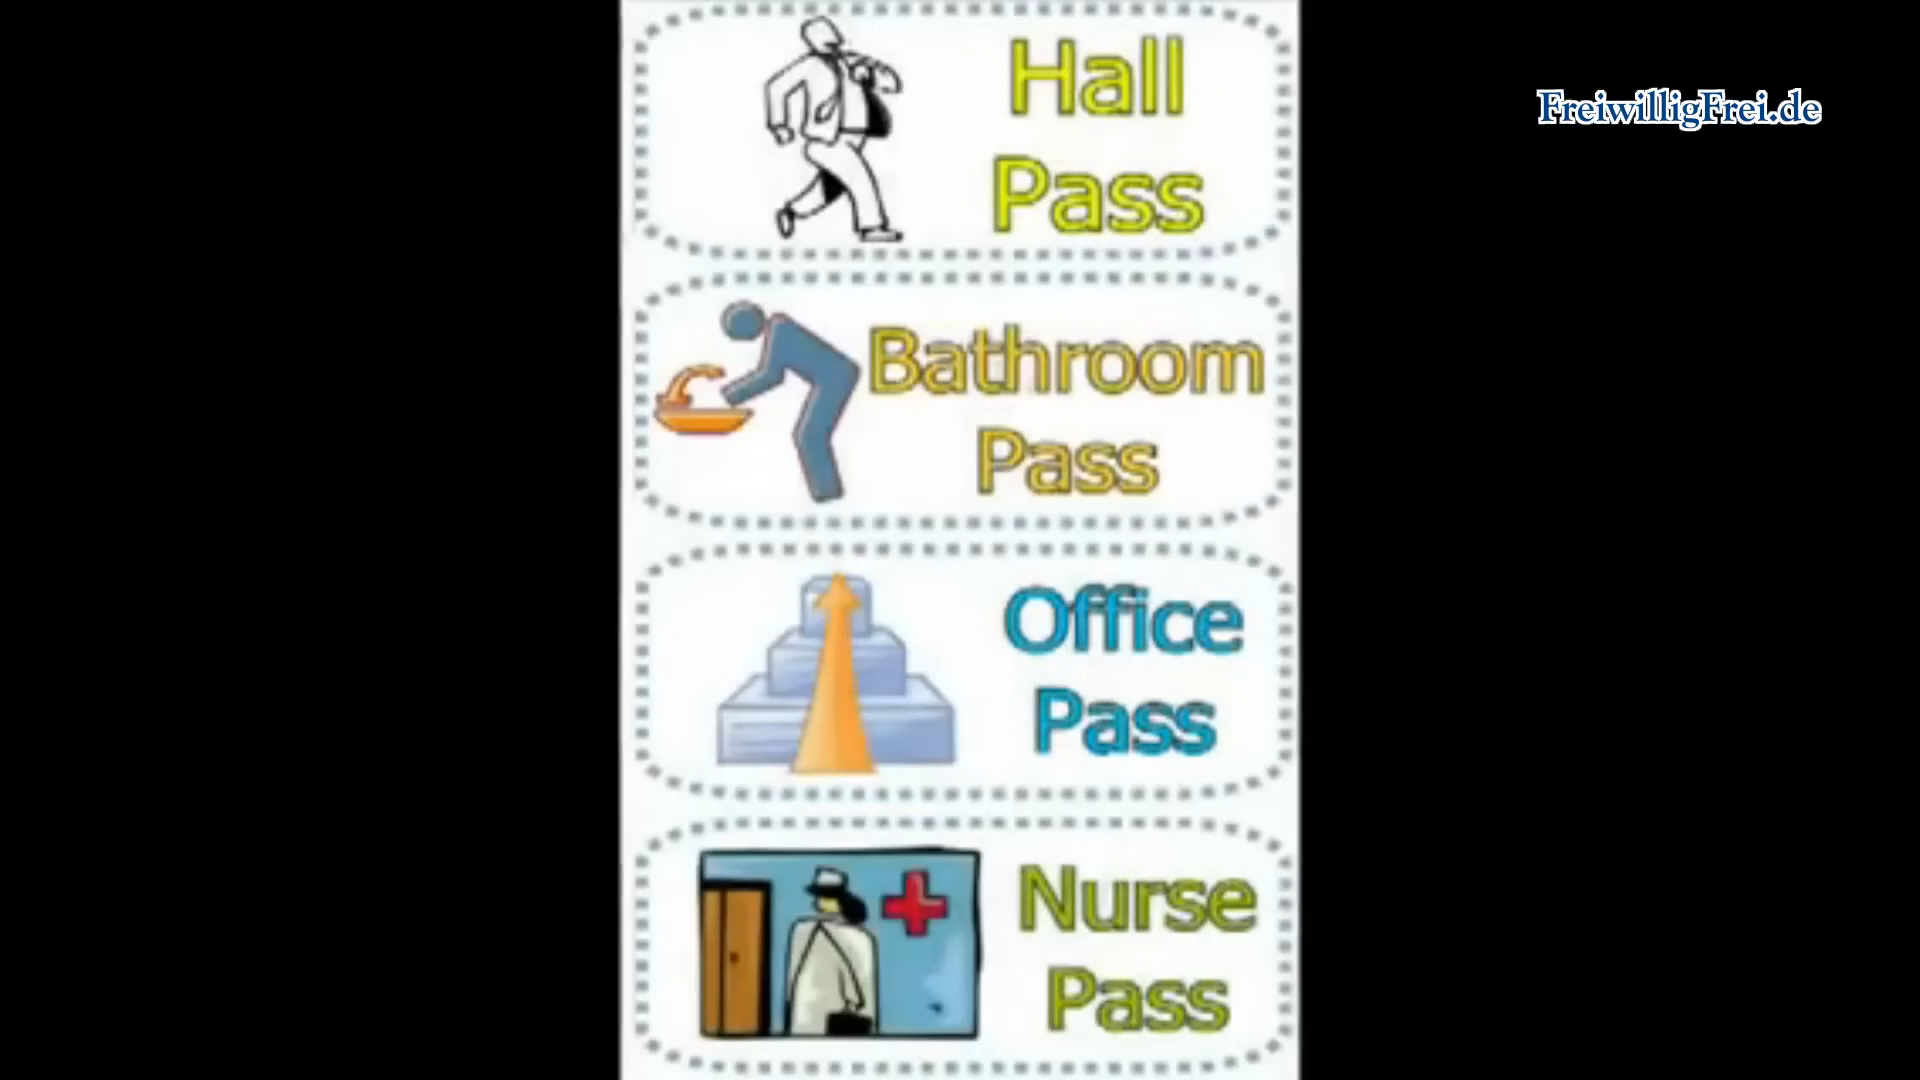 Hall
Pass
FreiwilligFrei.de
Bathroom
Pass
Office
Pass
Nurse
Pass